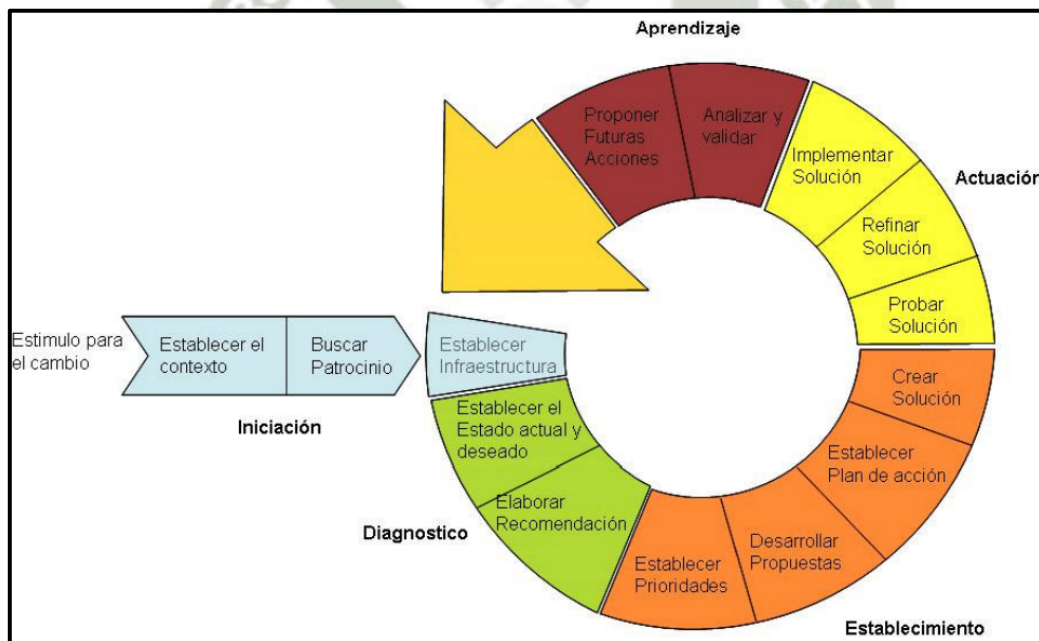 Aprendizaje
Proponer
Futuras
Acciones
Analizar y
validar
Implementar
Solución
Actuación
Refinar
Solución
Probar
Solución
Estimulo para
el cambio
Establecer el
contexto
Buscar
Patrocinio
Establecer
Infraestructura
Iniciación
Crear
Solución
Establecer el
Estado actual y
deseado
Establecer
Plan de acción
Elaborar
Recomendación
Diagnostico
Desarrollar
Propuestas
Establecer
Prioridades
Establecimiento